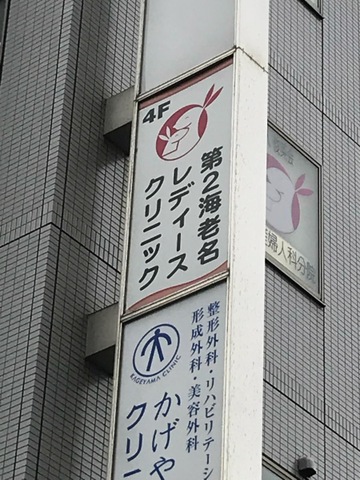 4F
第2海老名
レディース
クリニック
婦人科分院
KAGEYAMA CLINIC
整形外科・リハビリテーシ
形成外科・美容外科
かげや
クリニ